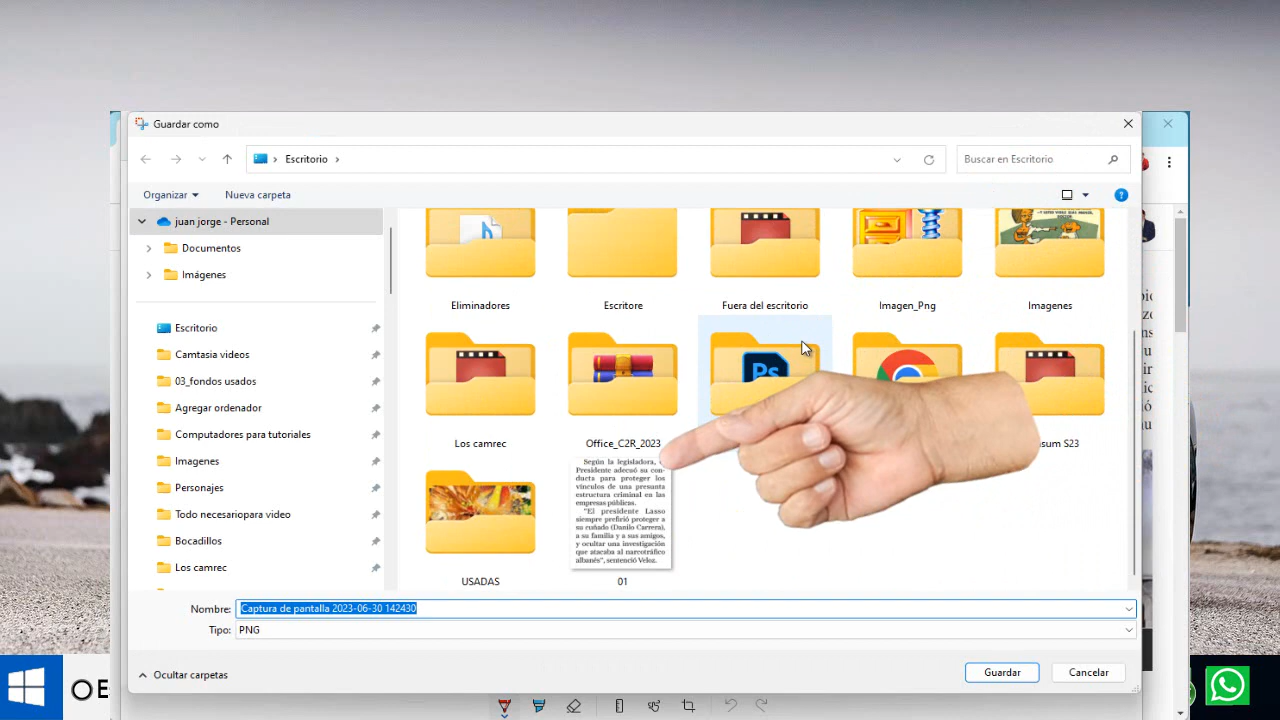 Guardar como
Escritorio
Buscar en Escritorio
Organizar
Nueva carpeta
?
juan jorge - Personal
Documentos
Imágenes
Escritorio
Camtasia videos
03_fondos usados
Agregar ordenador
Computadores para tutoriales
Imagenes
Personajes
Todo necesariopara video
Bocadillos
Los camrec
Eliminadores
Escritore
Fuera del escritorio
Imagen_Png
Imagenes
Ps
Los camrec
Office_C2R_2023
S23
Según la legisladora,
Presidente adecuó su con-
ducta para proteger los
vínculos de una presunta
estructura criminal en las
empresas públicas.
"El presidente Lasso
siempre prefirió proteger a
su cuñado (Danilo Carrera),
a su familia y a sus amigos,
y ocultar una investigación
que atacaba al narcotráfico
albanés", sentenció Veloz.
USADAS
01
Nombre:
Captura de pantalla 2023-06-30 142430
Tipo:
PNG
Ocultar carpetas
Guardar
Cancelar